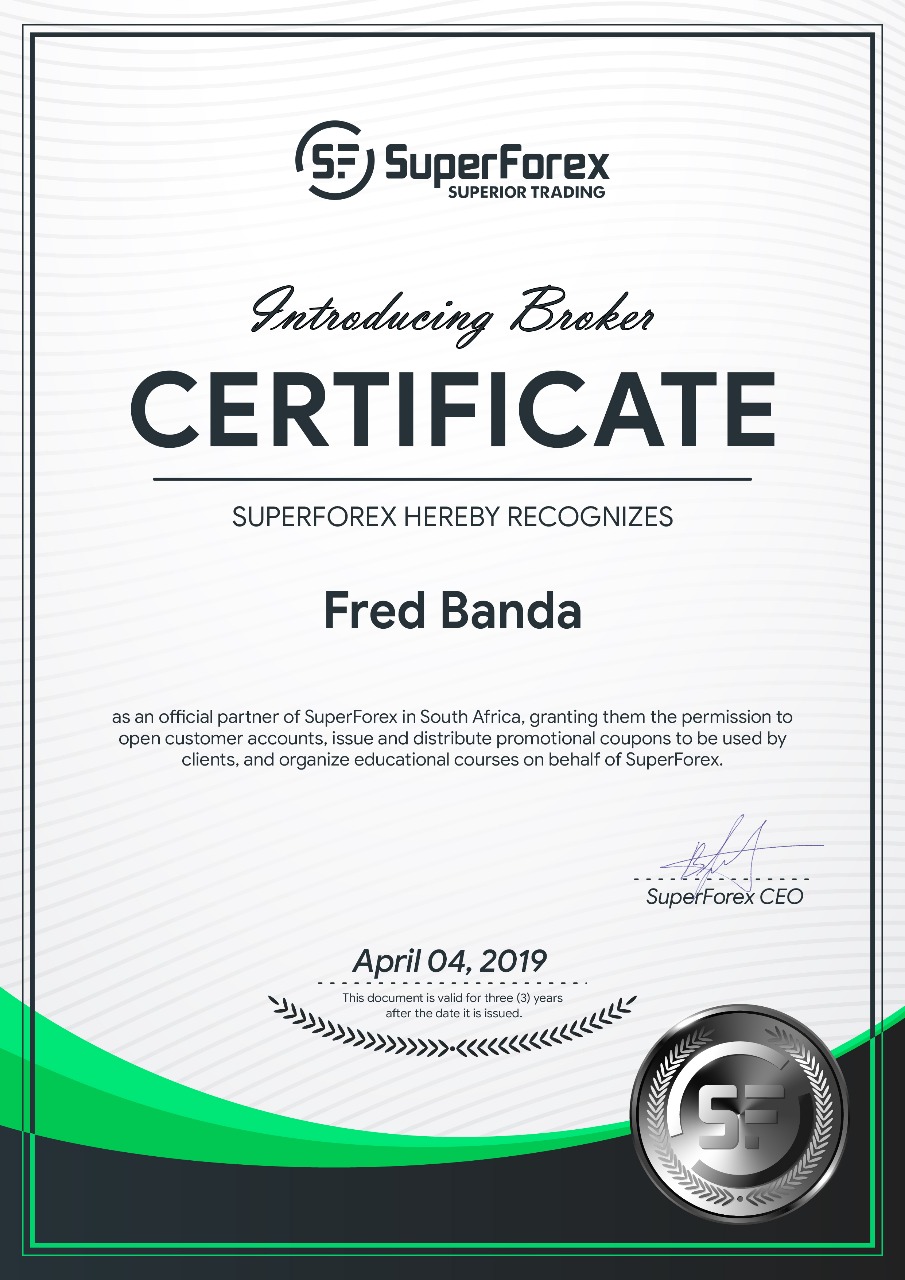 SF SuperForex
SUPERIOR TRADING
Introducing Broker
CERTIFICATE
SUPERFOREX HEREBY RECOGNIZES
Fred Banda
as an official partner of SuperForex in South Africa, granting them the permission to
open customer accounts, issue and distribute promotional coupons to be used by
clients, and organize educational courses on behalf of SuperForex.
SuperForex CEO
April 04, 2019
This document is valid for three (3) years
after the date it is issued.
SF